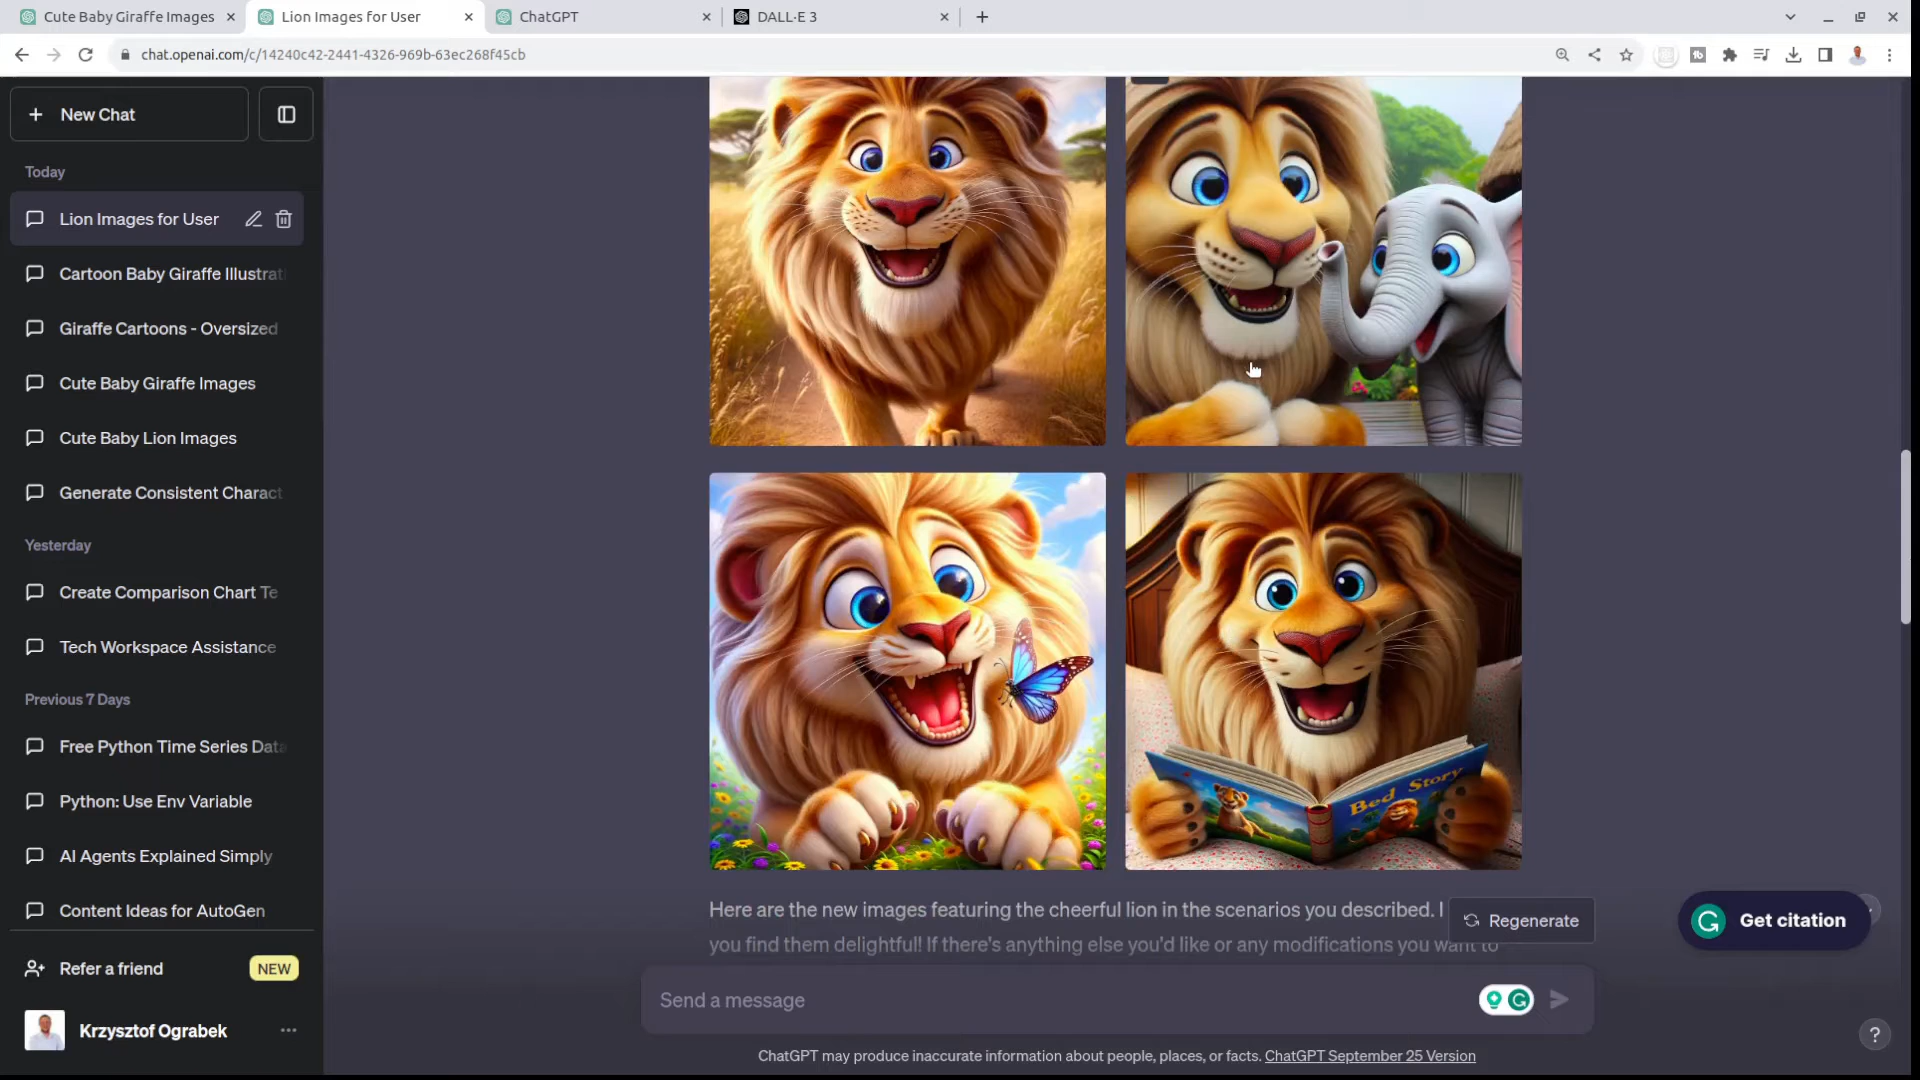 Cute Baby Giraffe Images
Lion Images for User
ChatGPT
DALL·E 3
chat.openai.com/c/14240c42-2441-4326-969b-63ec268f45cb
New Chat
Today
Lion Images for User
Cartoon Baby Giraffe Illustrat
Giraffe Cartoons - Oversized
Cute Baby Giraffe Images
Cute Baby Lion Images
Generate Consistent Charact
Yesterday
Create Comparison Chart Te
Tech Workspace Assistance
Previous 7 Days
Free Python Time Series Data
Python: Use Env Variable
AI Agents Explained Simply
Content Ideas for AutoGen
Refer a friend
NEW
Krzysztof Ograbek
Bed Story
Here are the new images featuring the cheerful lion in the scenarios you described. I
you find them delightful! If there's anything else you'd like or any modifications you want to
Regenerate
Get citation
Send a message
ChatGPT may produce inaccurate information about people, places, or facts. ChatGPT September 25 Version